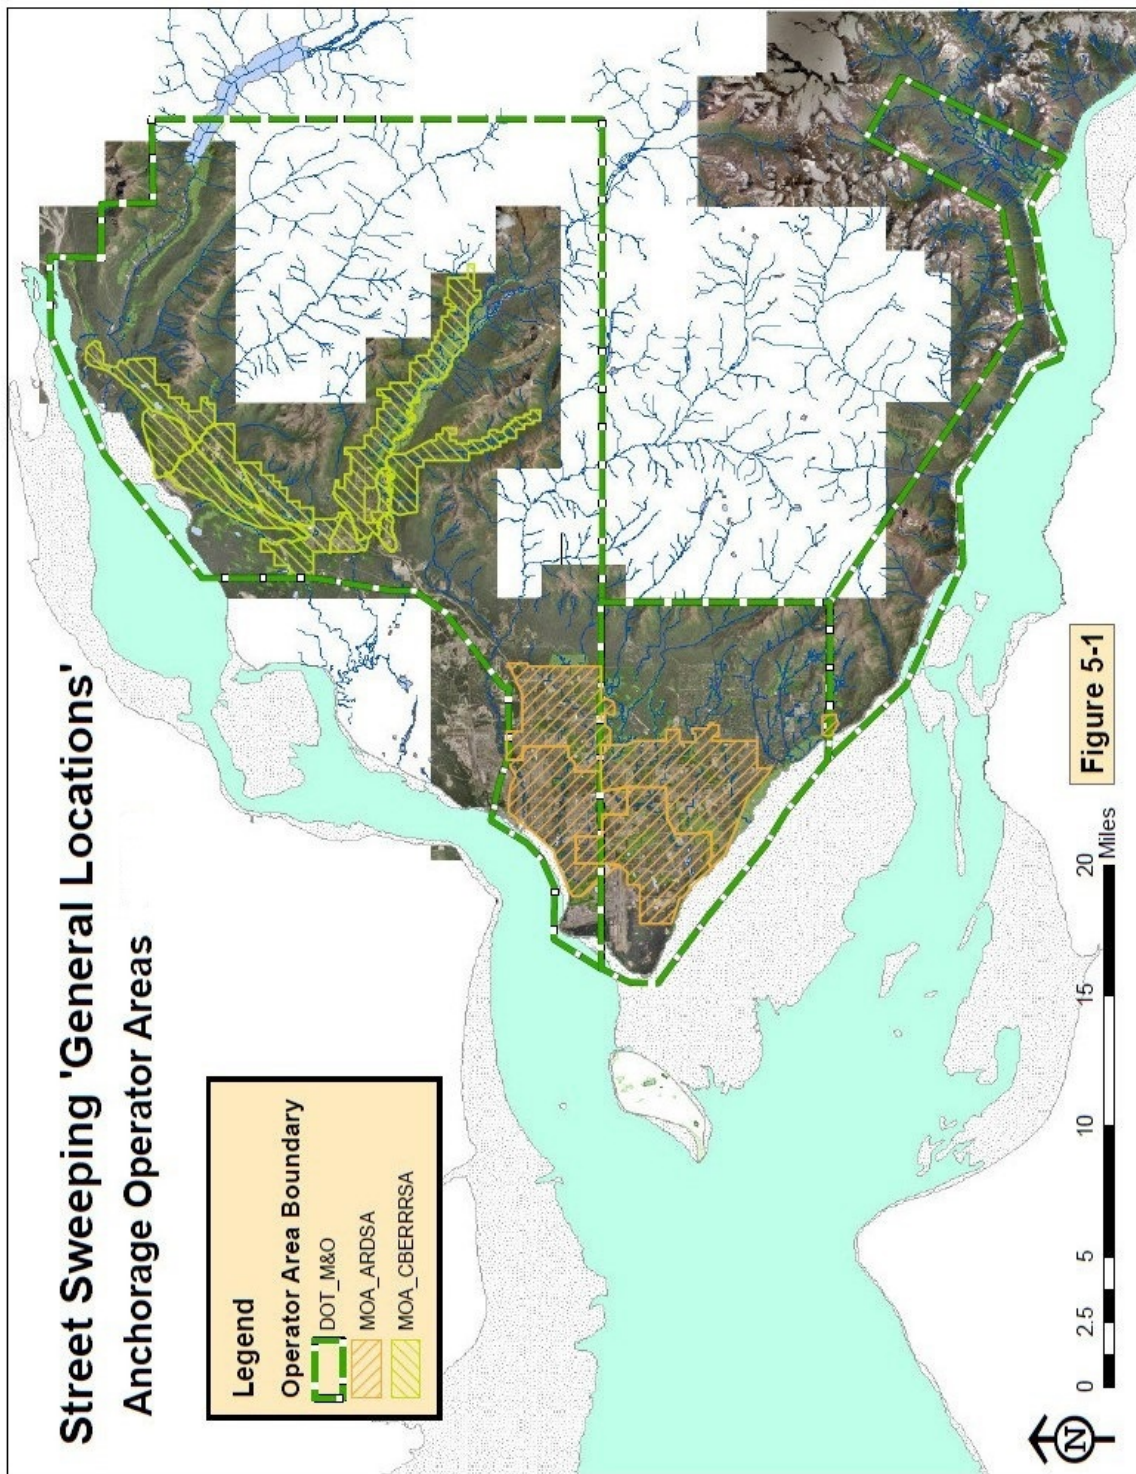 Street Sweeping 'General Locations'
Anchorage Operator Areas
Legend
Operator Area Boundary
DOT_M&O
MOA_ARDSA
MOA_CBERRRSA
N
0 2.5 5 10 15 20
Miles
Figure 5-1